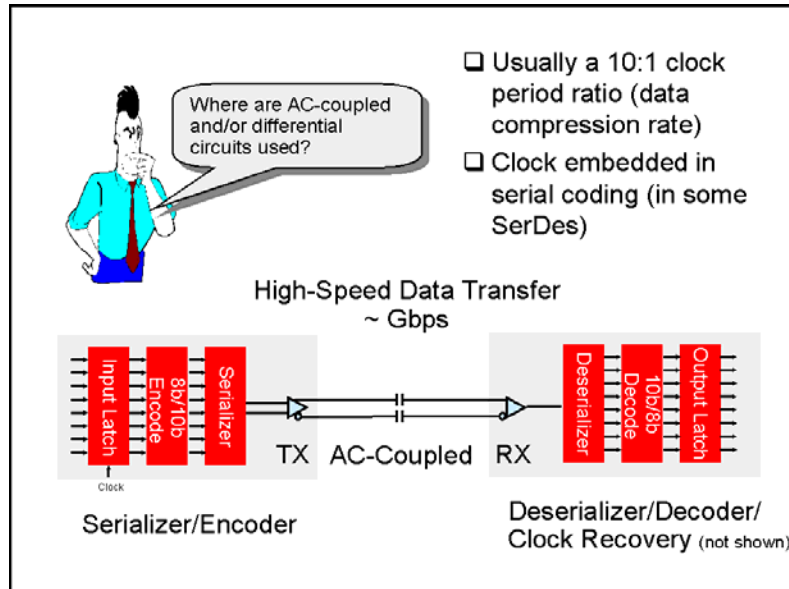 Where are AC-coupled
and/or differential
circuits used?
❑ Usually a 10:1 clock
period ratio (data
compression rate)
❑ Clock embedded in
serial coding (in some
SerDes)
High-Speed Data Transfer
~ Gbps
Input Latch
8b/10b
Encode
Serializer
Deserializer
10b/8b
Decode
Output Latch
TX
AC-Coupled
RX
Clock
Serializer/Encoder
Deserializer/Decoder/
Clock Recovery (not shown)